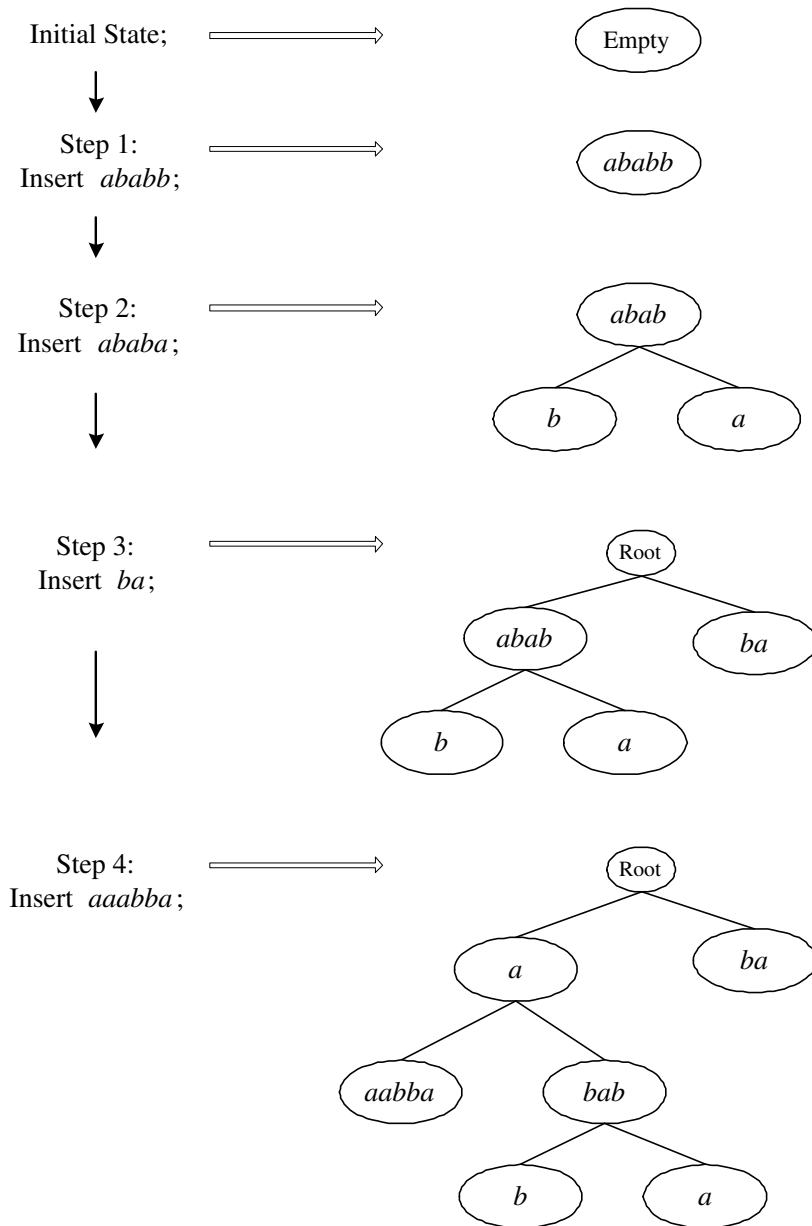 Initial State;
Empty
Step 1:
Insert ababb;
ababb
Step 2:
Insert ababa;
abab
b a
Step 3:
Insert ba;
Root
abab ba
b a
Step 4:
Insert aaabba;
Root
a ba
aabba bab
b a